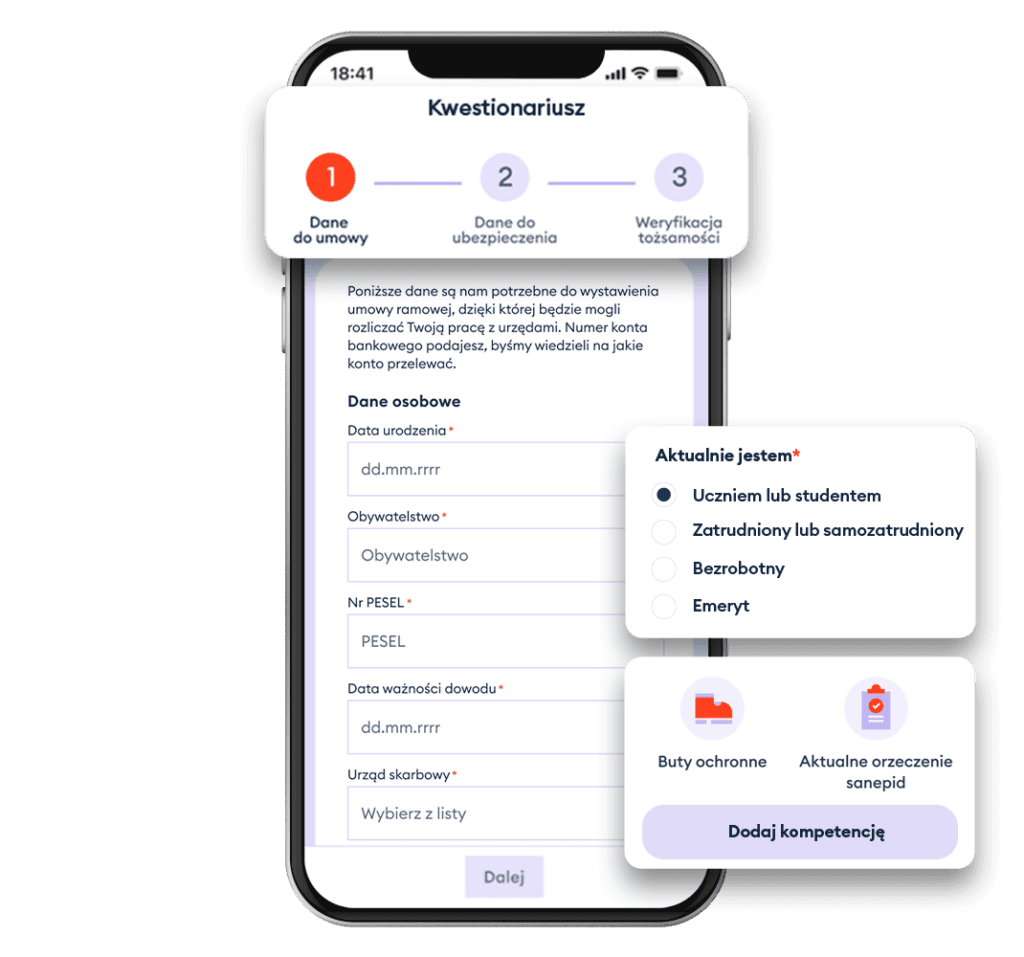 18:41
Kwestionariusz
1
2
3
Dane
do umowy
Dane do
ubezpieczenia
Weryfikacja
tożsamości
Poniższe dane są nam potrzebne do wystawienia
umowy ramowej, dzięki której będzie mogli
rozliczać Twoją pracę z urzędami. Numer konta
bankowego podajesz, byśmy wiedzieli na jakie
konto przelewać.
Dane osobowe
Data urodzenia*
dd.mm.rrrr
Obywatelstwo*
Obywatelstwo
Nr PESEL*
PESEL
Data ważności dowodu*
dd.mm.rrrr
Urząd skarbowy*
Wybierz z listy
Dalej
Aktualnie jestem*
Uczniem lub studentem
Zatrudniony lub samozatrudniony
Bezrobotny
Emeryt
Buty ochronne
Aktualne orzeczenie
sanepid
Dodaj kompetencję